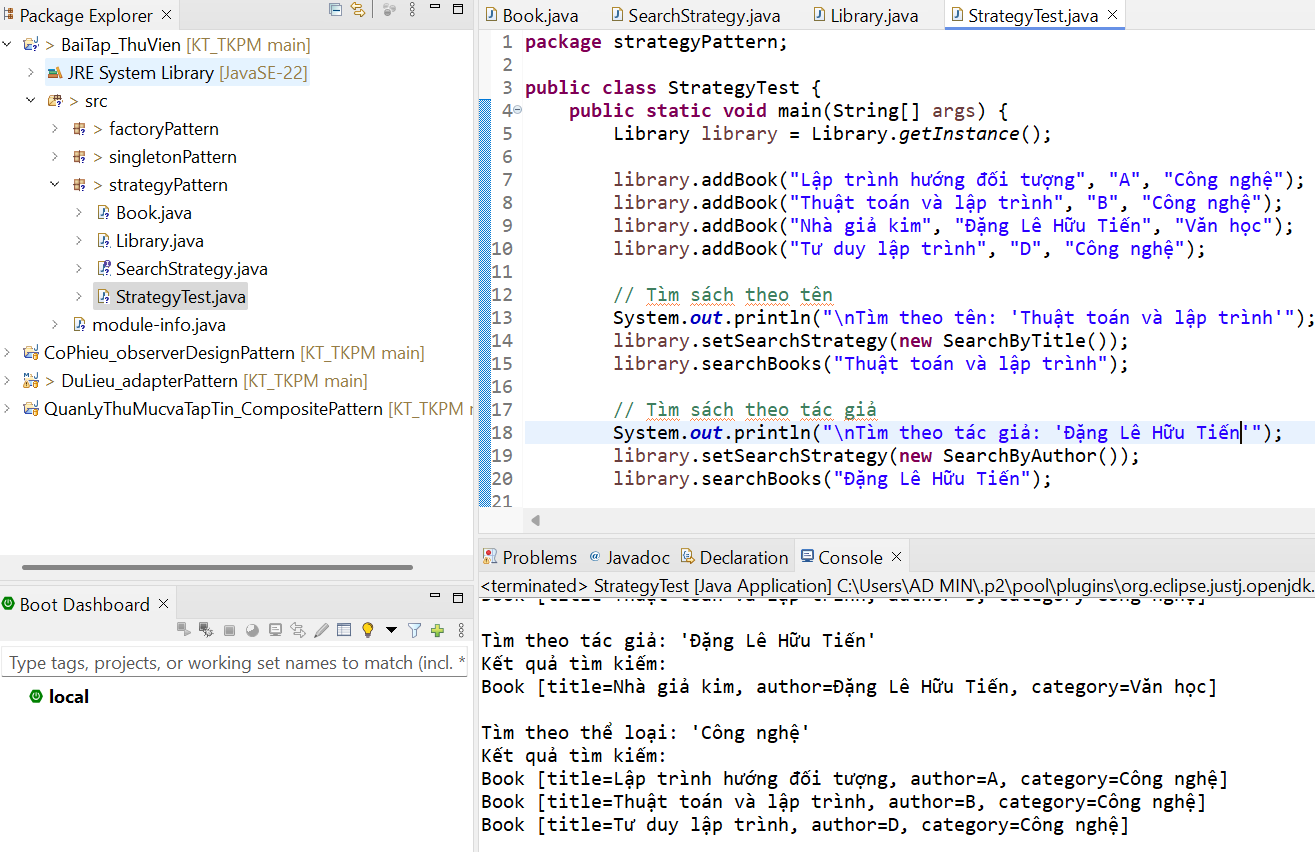 Package Explorer
> BaiTap_ThuVien [KT_TKPM main]
JRE System Library [JavaSE-22]
> src
> factoryPattern
> singletonPattern
> strategyPattern
Book.java
Library.java
SearchStrategy.java
StrategyTest.java
module-info.java
CoPhieu_observerDesignPattern [KT_TKPM main]
> DuLieu_adapterPattern [KT_TKPM main]
QuanLyThuMucvaTapTin_CompositePattern [KT_TKPM
Boot Dashboard
Type tags, projects, or working set names to match (incl. *
local
Book.java SearchStrategy.java Library.java StrategyTest.java
1 package strategyPattern;
2
3 public class StrategyTest {
4 public static void main(String[] args) {
5 Library library = Library.getInstance();
6
7 library.addBook("Lập trình hướng đối tượng", "A", "Công nghệ");
8 library.addBook("Thuật toán và lập trình", "B", "Công nghệ");
9 library.addBook("Nhà giả kim", "Đặng Lê Hữu Tiến", "Văn học");
10 library.addBook("Tư duy lập trình", "D", "Công nghệ");
11
12 // Tìm sách theo tên
13 System.out.println("\nTìm theo tên: 'Thuật toán và lập trình'");
14 library.setSearchStrategy(new SearchByTitle());
15 library.searchBooks("Thuật toán và lập trình");
16
17 // Tìm sách theo tác giả
18 System.out.println("\nTìm theo tác giả: 'Đặng Lê Hữu Tiến'");
19 library.setSearchStrategy(new SearchByAuthor());
20 library.searchBooks("Đặng Lê Hữu Tiến");
21
Problems Javadoc Declaration Console
<terminated> StrategyTest [Java Application] C:\Users\AD MIN\.p2\pool\plugins\org.eclipse.justj.openjdk.
Tìm theo tác giả: 'Đặng Lê Hữu Tiến'
Kết quả tìm kiếm:
Book [title=Nhà giả kim, author=Đặng Lê Hữu Tiến, category=Văn học]
Tìm theo thể loại: 'Công nghệ'
Kết quả tìm kiếm:
Book [title=Lập trình hướng đối tượng, author=A, category=Công nghệ]
Book [title=Thuật toán và lập trình, author=B, category=Công nghệ]
Book [title=Tư duy lập trình, author=D, category=Công nghệ]